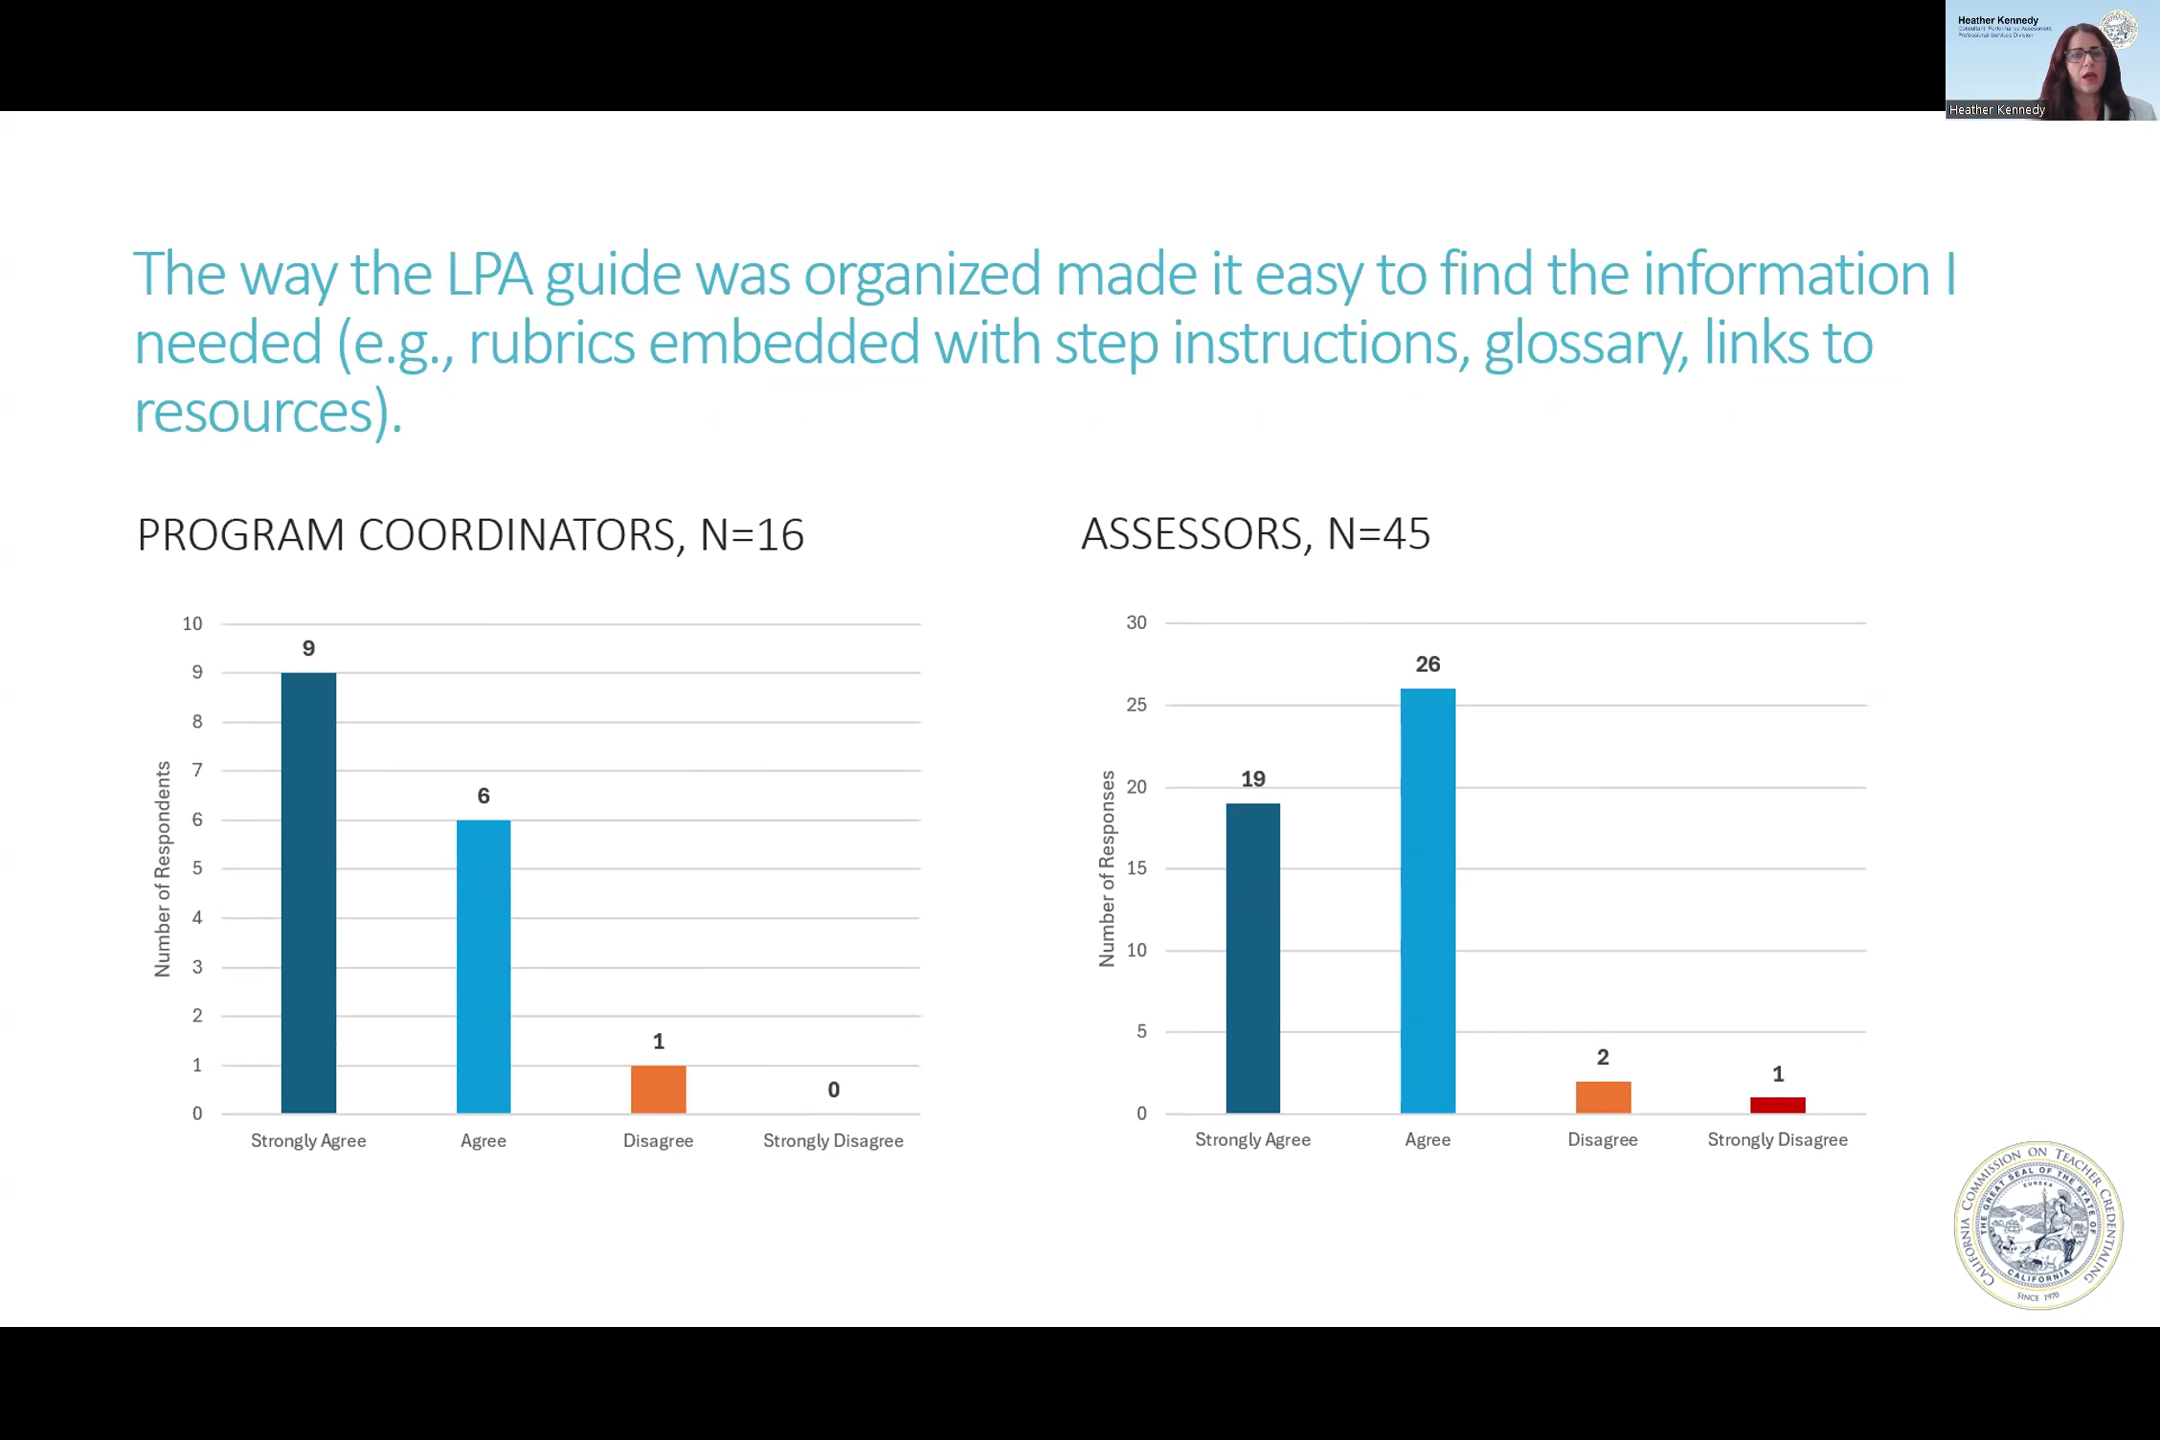 Heather Kennedy
Consultant, Performance Assessment
Professional Services Division
Heather Kennedy
The way the LPA guide was organized made it easy to find the information I
needed (e.g., rubrics embedded with step instructions, glossary, links to
resources).
PROGRAM COORDINATORS, N=16
Number of Respondents
10
9
8
7
6
5
4
3
2
1
0
9
6
1
0
Strongly Agree
Agree
Disagree
Strongly Disagree
ASSESSORS, N=45
Number of Responses
30
25
20
15
10
5
0
19
26
2
1
Strongly Agree
Agree
Disagree
Strongly Disagree
CALIFORNIA COMMISSION ON TEACHER CREDENTIALING
THE GREAT SEAL OF THE STATE OF
EUREKA
CALIFORNIA
SINCE 1970